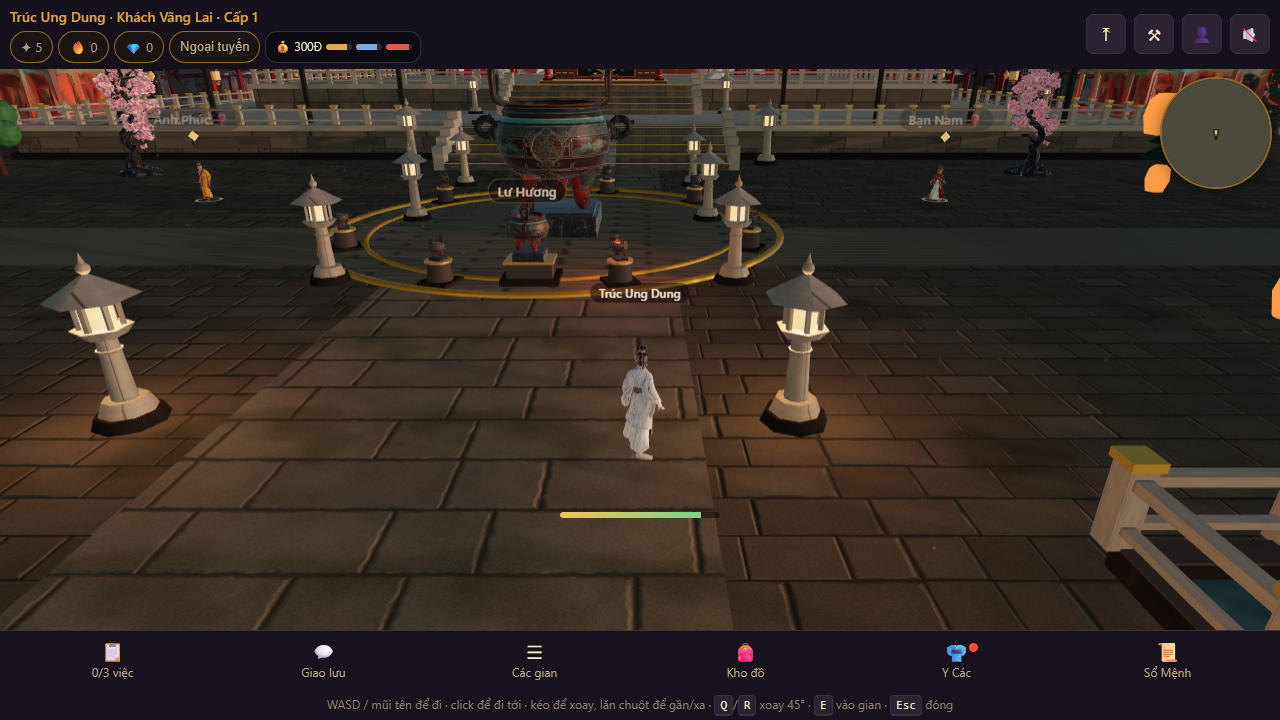 Trúc Ung Dung · Khách Vãng Lai · Cấp 1
5
0
0
Ngoại tuyến
300Đ
Ánh Phúc ?
Bạn Nam ?
Lư Hương
Trúc Ung Dung
0/3 việc
Giao lưu
Các gian
Kho đồ
Y Các
Sổ Mệnh
WASD / mũi tên để đi · click để đi tới · kéo để xoay, lăn chuột để gần/xa · Q / R xoay 45° · E vào gian · Esc đóng